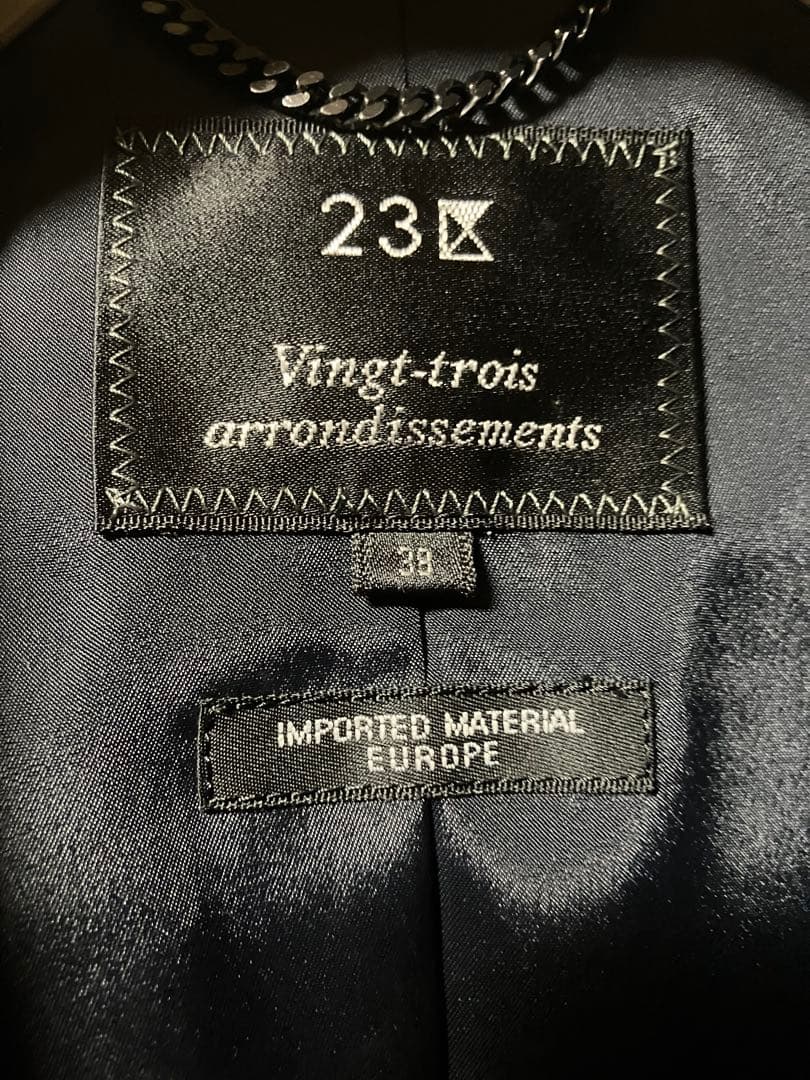 23区
Vingt-trois
arrondissements
38
IMPORTED MATERIAL
EUROPE